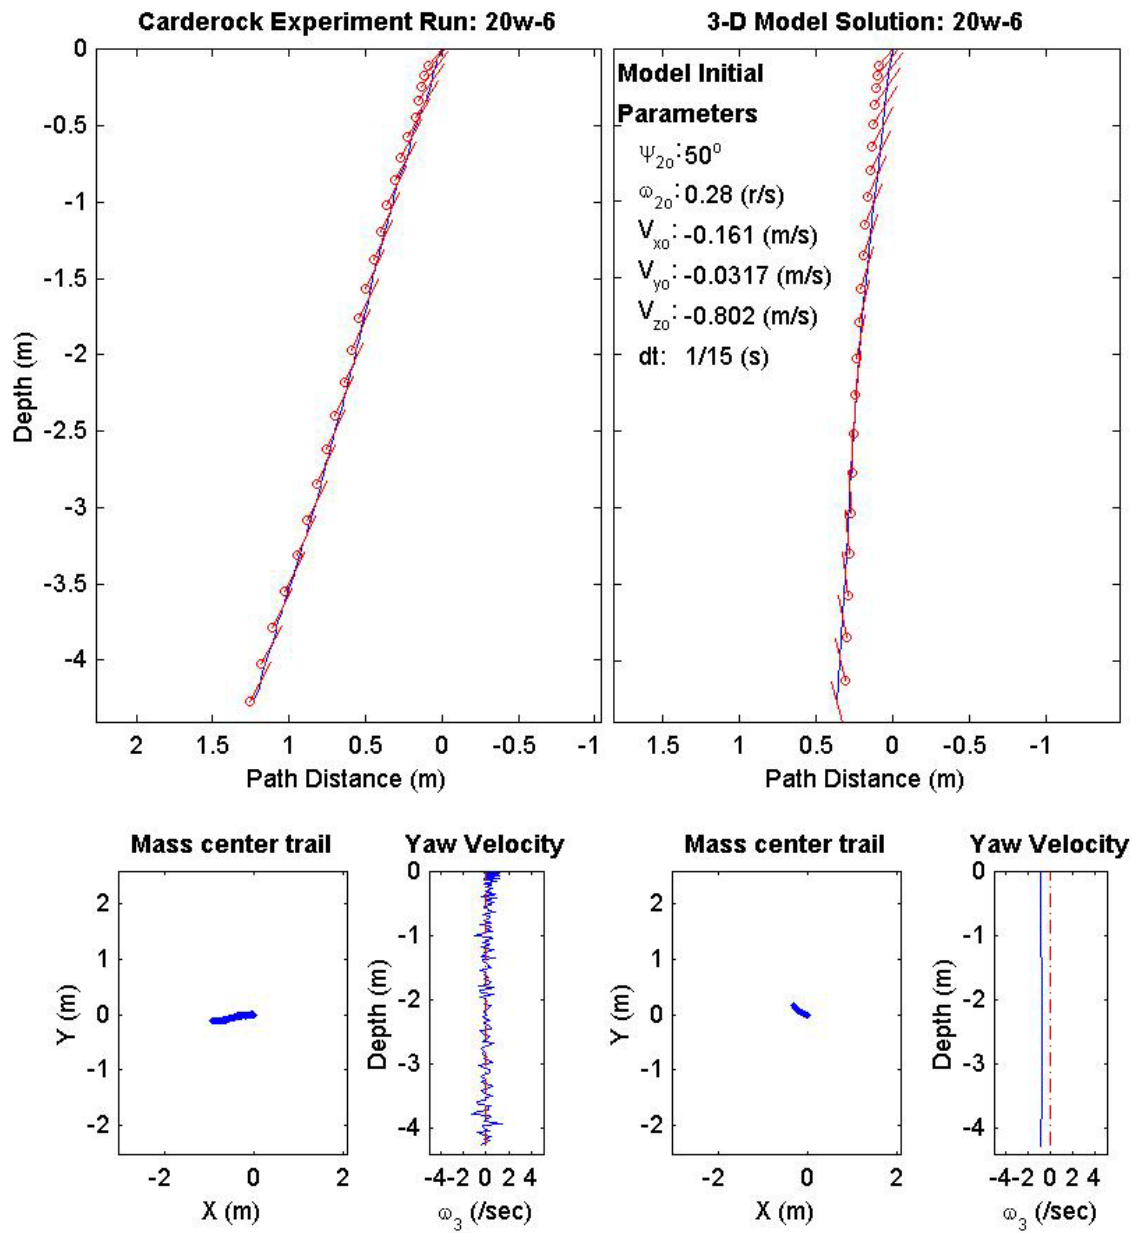 Carderock Experiment Run: 20w-6
0
-0.5
-1
-1.5
-2
-2.5
-3
-3.5
-4
Depth (m)
2 1.5 1 0.5 0 -0.5 -1
Path Distance (m)
3-D Model Solution: 20w-6
Model Initial
Parameters
Ψ2o: 50°
ω2o: 0.28 (r/s)
Vxo: -0.161 (m/s)
Vyo: -0.0317 (m/s)
Vzo: -0.802 (m/s)
dt: 1/15 (s)
1.5 1 0.5 0 -0.5 -1
Path Distance (m)
Mass center trail
2
1
0
-1
-2
Y (m)
-2 0 2
X (m)
Yaw Velocity
0
-1
-2
-3
-4
Depth (m)
-4 -2 0 2 4
ω3 (/sec)
Mass center trail
2
1
0
-1
-2
Y (m)
-2 0 2
X (m)
Yaw Velocity
0
-1
-2
-3
-4
Depth (m)
-4 -2 0 2 4
ω3 (/sec)